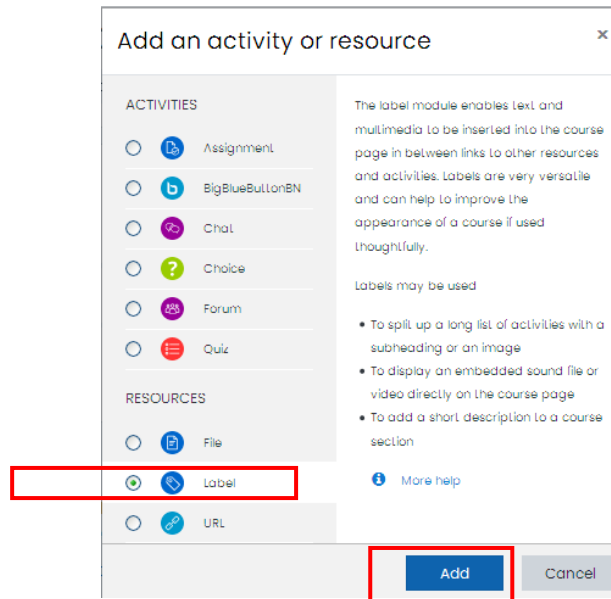 Add an activity or resource
×
ACTIVITIES
Assignment
BigBlueButtonBN
Chat
Choice
Forum
Quiz
RESOURCES
File
Label
URL
The label module enables text and
multimedia to be inserted into the course
page in between links to other resources
and activities. Labels are very versatile
and can help to improve the
appearance of a course if used
thoughtfully.
Labels may be used
• To split up a long list of activities with a
subheading or an image
• To display an embedded sound file or
video directly on the course page
• To add a short description to a course
section
More help
Add
Cancel